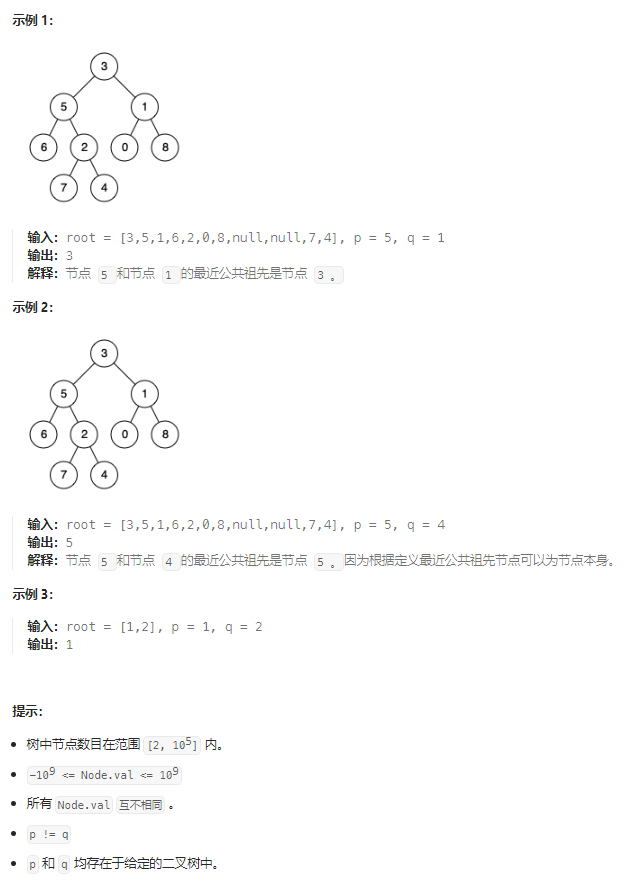 示例 1：
3
5 1
6 2 0 8
7 4
输入：root = [3,5,1,6,2,0,8,null,null,7,4], p = 5, q = 1
输出：3
解释：节点 5 和节点 1 的最近公共祖先是节点 3 。
示例 2：
3
5 1
6 2 0 8
7 4
输入：root = [3,5,1,6,2,0,8,null,null,7,4], p = 5, q = 4
输出：5
解释：节点 5 和节点 4 的最近公共祖先是节点 5 。因为根据定义最近公共祖先节点可以为节点本身。
示例 3：
输入：root = [1,2], p = 1, q = 2
输出：1
提示：
• 树中节点数目在范围 [2, 10⁵] 内。
• -10⁹ <= Node.val <= 10⁹
• 所有 Node.val 互不相同 。
• p != q
• p 和 q 均存在于给定的二叉树中。